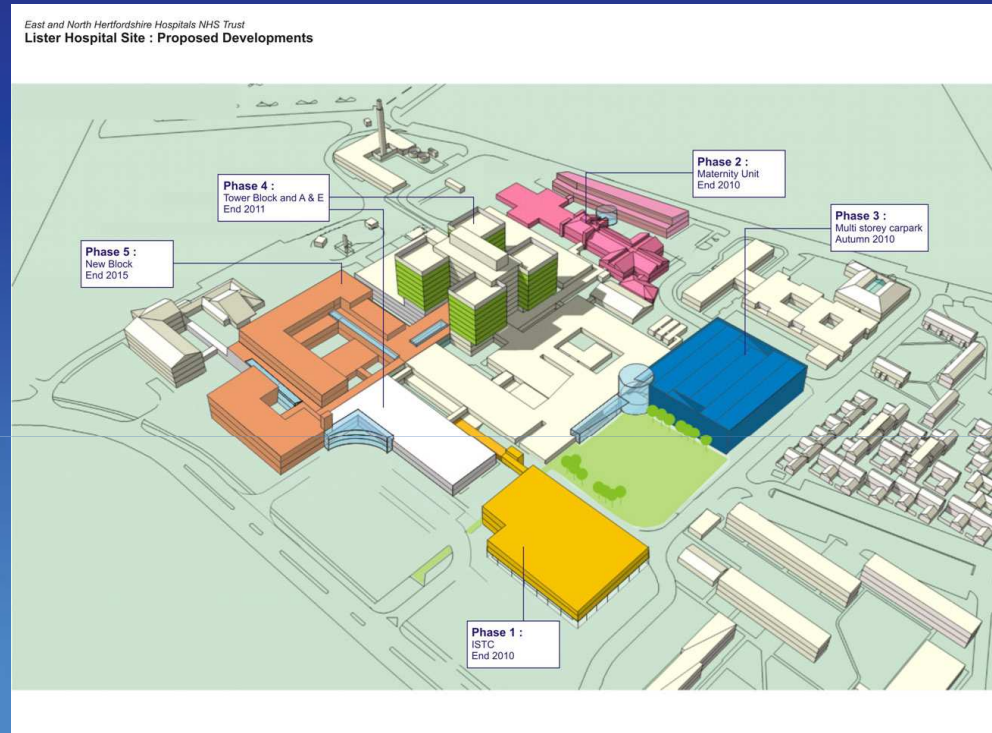 East and North Hertfordshire Hospitals NHS Trust
Lister Hospital Site : Proposed Developments
Phase 2 :
Maternity Unit
End 2010
Phase 4 :
Tower Block and A & E
End 2011
Phase 3 :
Multi storey carpark
Autumn 2010
Phase 5 :
New Block
End 2015
Phase 1 :
ISTC
End 2010